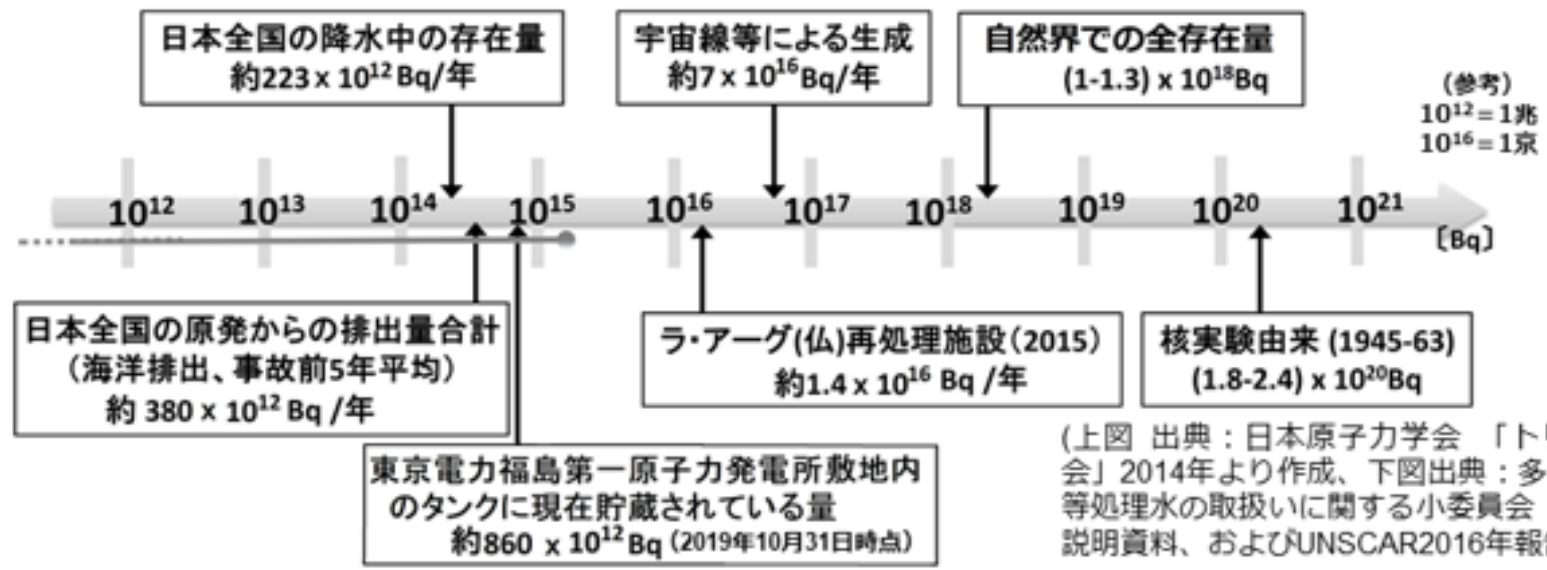 日本全国の降水中の存在量
約223 x 10¹² Bq/年
宇宙線等による生成
約7 x 10¹⁶Bq/年
自然界での全存在量
(1-1.3) x 10¹⁸Bq
(参考)
10¹²=1兆
10¹⁶=1京
10¹² 10¹³ 10¹⁴ 10¹⁵ 10¹⁶ 10¹⁷ 10¹⁸ 10¹⁹ 10²⁰ 10²¹
〔Bq〕
日本全国の原発からの排出量合計
(海洋排出、事故前5年平均)
約 380 x 10¹² Bq /年
ラ・アーグ(仏)再処理施設(2015)
約1.4 x 10¹⁶ Bq /年
核実験由来 (1945-63)
(1.8-2.4) x 10²⁰Bq
東京電力福島第一原子力発電所敷地内
のタンクに現在貯蔵されている量
約860 x 10¹² Bq (2019年10月31日時点)
(上図 出典:日本原子力学会 「ト
会」2014年より作成、下図出典:多
等処理水の取扱いに関する小委員会
説明資料、およびUNSCAR2016年報